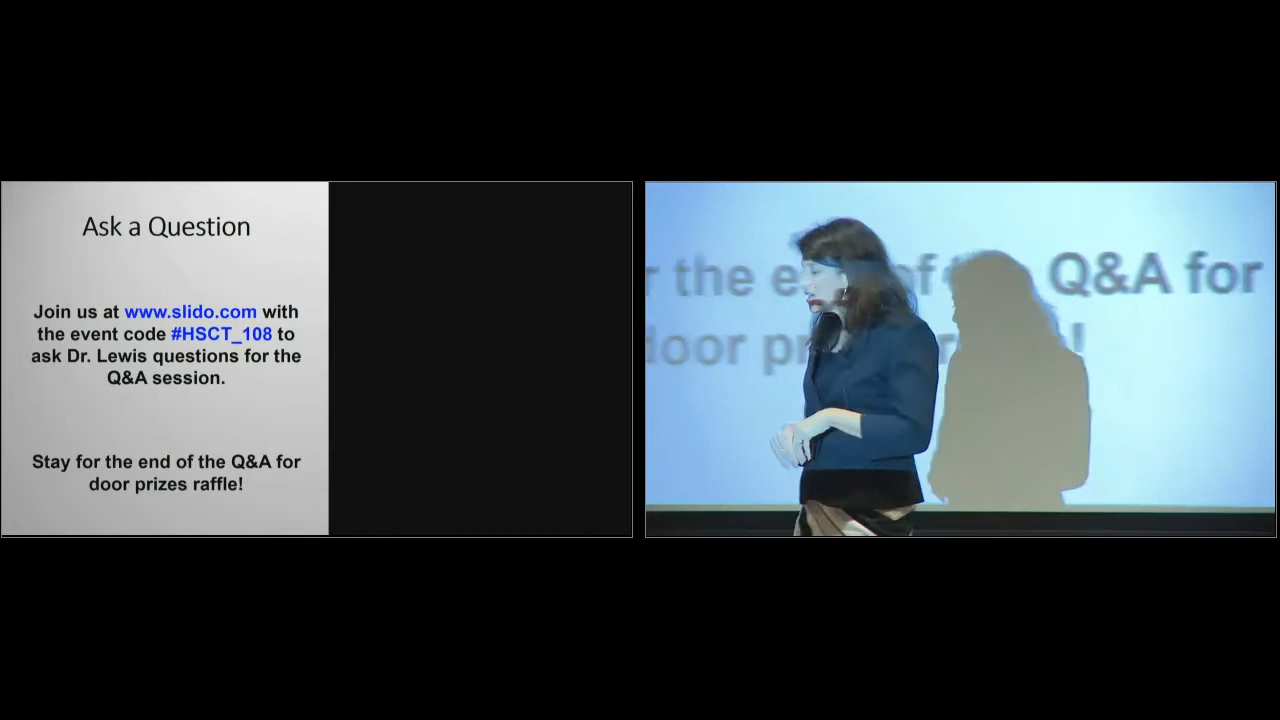 Ask a Question
Join us at www.slido.com with
the event code #HSCT_108 to
ask Dr. Lewis questions for the
Q&A session.
Stay for the end of the Q&A for
door prizes raffle!
r the e of Q&A for
door pr !